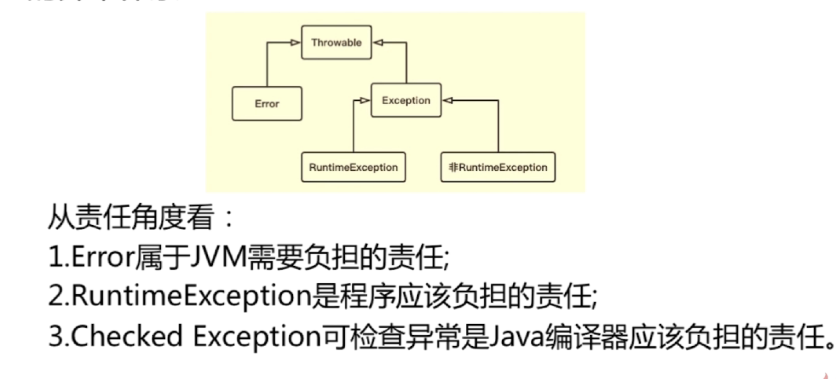 Throwable
Error
Exception
RuntimeException
非RuntimeException
从责任角度看：
1.Error属于JVM需要负担的责任;
2.RuntimeException是程序应该负担的责任;
3.Checked Exception可检查异常是Java编译器应该负担的责任。